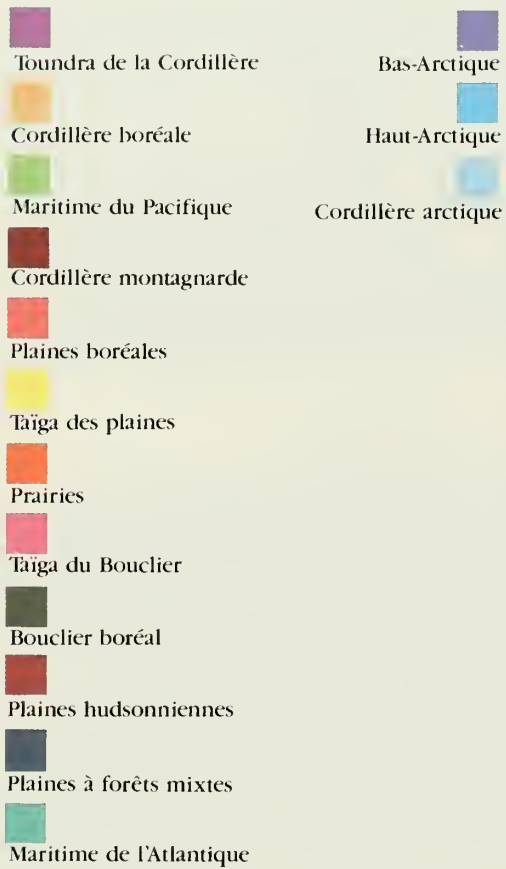 Toundra de la Cordillère
Cordillère boréale
Maritime du Pacifique
Cordillère montagnarde
Plaines boréales
Taïga des plaines
Prairies
Taïga du Bouclier
Bouclier boréal
Plaines hudsonniennes
Plaines à forêts mixtes
Maritime de l'Atlantique
Bas-Arctique
Haut-Arctique
Cordillère arctique